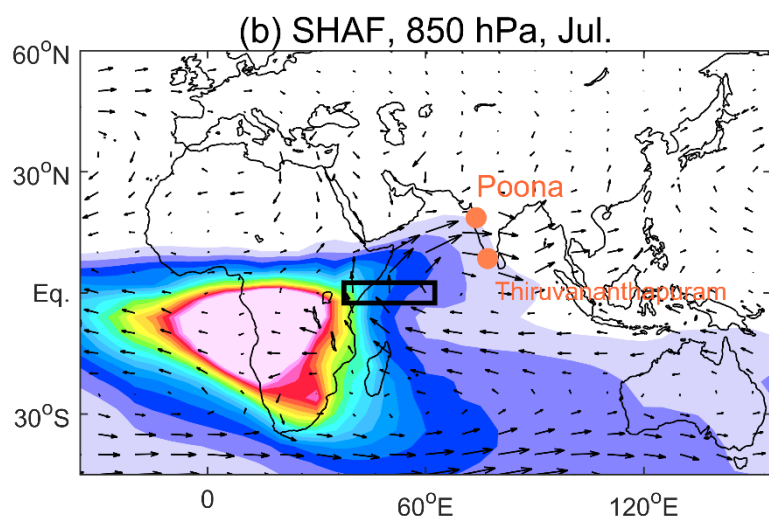 (b) SHAF, 850 hPa, Jul.
60°N
30°N
Poona
Eq.
Thiruvananthapuram
30°S
0
60°E
120°E